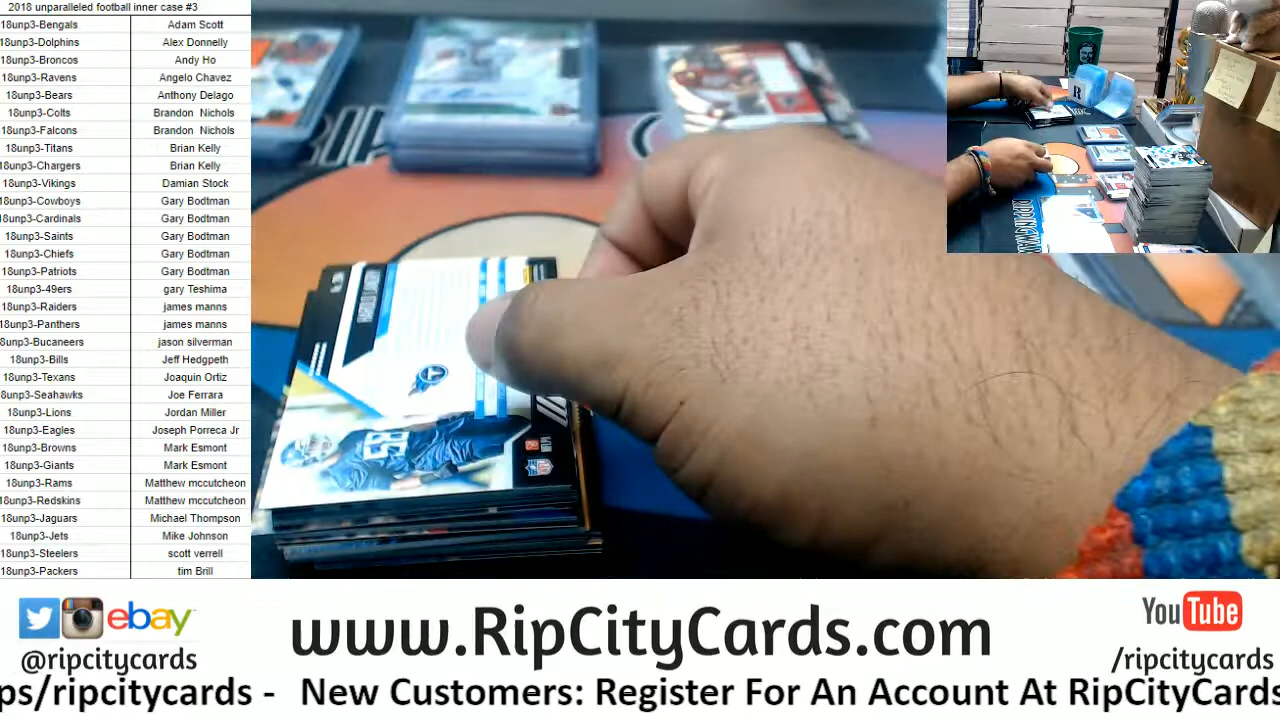 2018 unparalleled football inner case #3
18unp3-Bengals Adam Scott
18unp3-Dolphins Alex Donnelly
18unp3-Broncos Andy Ho
18unp3-Ravens Angelo Chavez
18unp3-Bears Anthony Delago
18unp3-Colts Brandon Nichols
18unp3-Falcons Brandon Nichols
18unp3-Titans Brian Kelly
18unp3-Chargers Brian Kelly
18unp3-Vikings Damian Stock
18unp3-Cowboys Gary Bodtman
18unp3-Cardinals Gary Bodtman
18unp3-Saints Gary Bodtman
18unp3-Chiefs Gary Bodtman
18unp3-Patriots Gary Bodtman
18unp3-49ers gary Teshima
18unp3-Raiders james manns
18unp3-Panthers james manns
18unp3-Bucaneers jason silverman
18unp3-Bills Jeff Hedgpeth
18unp3-Texans Joaquin Ortiz
8unp3-Seahawks Joe Ferrara
18unp3-Lions Jordan Miller
18unp3-Eagles Joseph Porreca Jr
18unp3-Browns Mark Esmont
18unp3-Giants Mark Esmont
18unp3-Rams Matthew mccutcheon
18unp3-Redskins Matthew mccutcheon
18unp3-Jaguars Michael Thompson
18unp3-Jets Mike Johnson
18unp3-Steelers scott verrell
18unp3-Packers tim Brill
ebay
@ripcitycards
www.RipCityCards.com
YouTube
/ripcitycards
ps/ripcitycards - New Customers: Register For An Account At RipCityCards